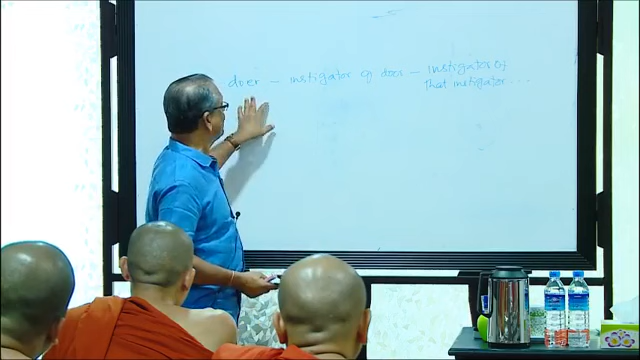 doer — instigator of doer — instigator of
that instigator ...